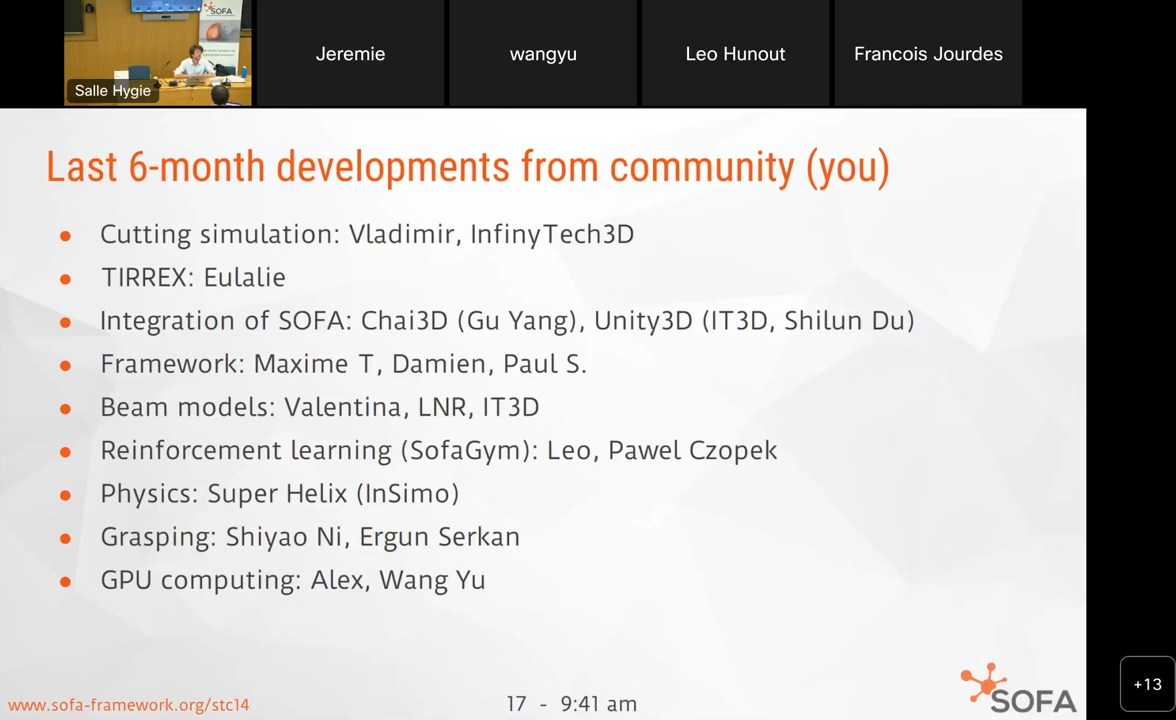 SOFA
Salle Hygie
Jeremie
wangyu
Leo Hunout
Francois Jourdes
Last 6-month developments from community (you)
Cutting simulation: Vladimir, InfinyTech3D
TIRREX: Eulalie
Integration of SOFA: Chai3D (Gu Yang), Unity3D (IT3D, Shilun Du)
Framework: Maxime T, Damien, Paul S.
Beam models: Valentina, LNR, IT3D
Reinforcement learning (SofaGym): Leo, Pawel Czopek
Physics: Super Helix (InSimo)
Grasping: Shiyao Ni, Ergun Serkan
GPU computing: Alex, Wang Yu
www.sofa-framework.org/stc14
17 - 9:41 am
SOFA
+13